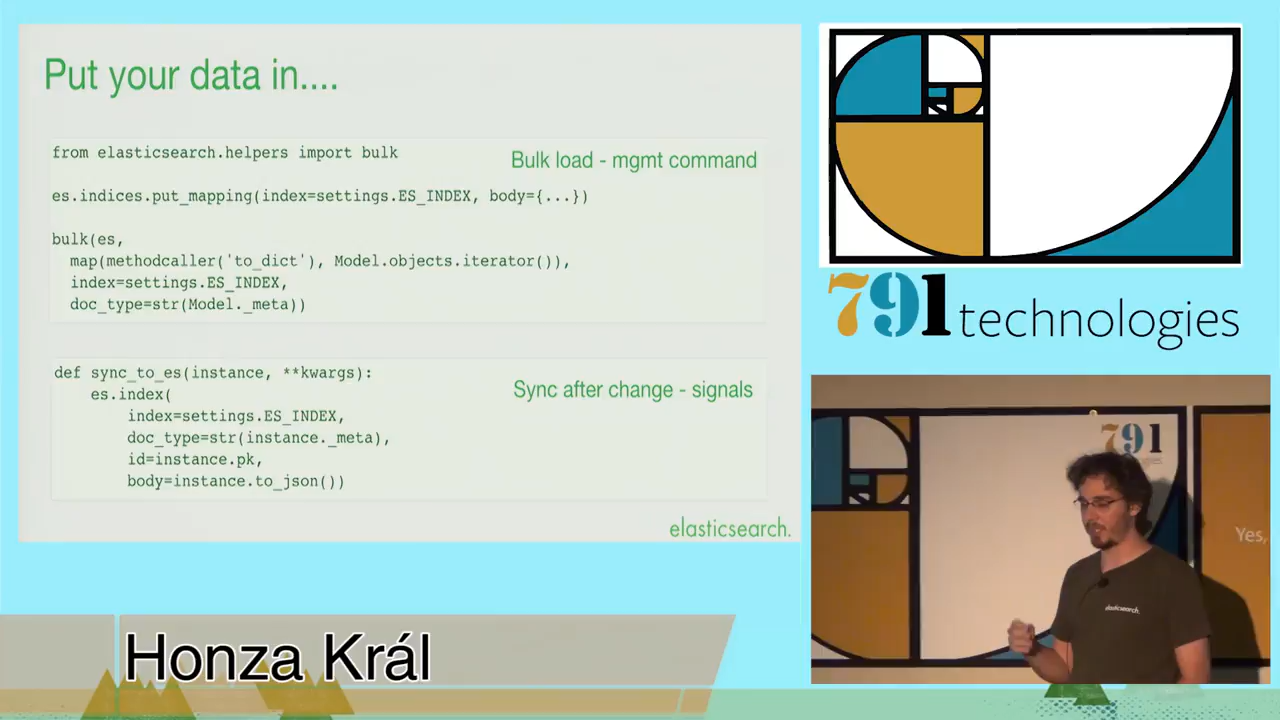 Put your data in....
from elasticsearch.helpers import bulk
Bulk load - mgmt command
es.indices.put_mapping(index=settings.ES_INDEX, body={...})
bulk(es,
map(methodcaller('to_dict'), Model.objects.iterator()),
index=settings.ES_INDEX,
doc_type=str(Model._meta))
def sync_to_es(instance, **kwargs):
Sync after change - signals
es.index(
index=settings.ES_INDEX,
doc_type=str(instance._meta),
id=instance.pk,
body=instance.to_json())
elasticsearch.
791 technologies
791
Yes,
elasticsearch.
Honza Král